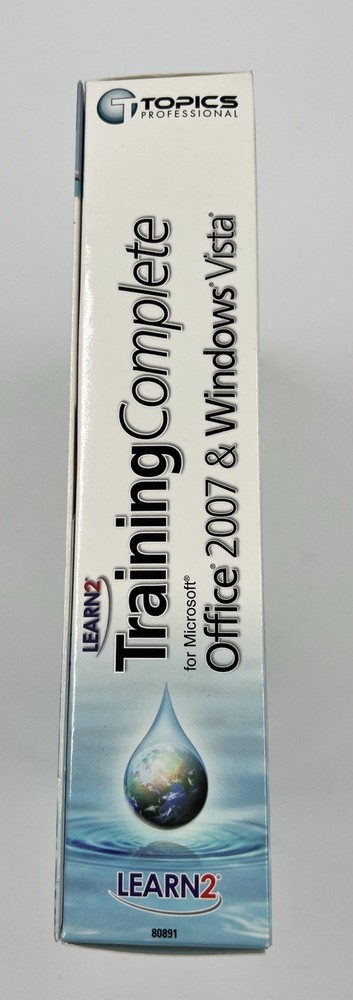 TOPICS
PROFESSIONAL
LEARN2®
TrainingComplete
for Microsoft®
Office® 2007 & Windows® Vista®
LEARN2®
80891